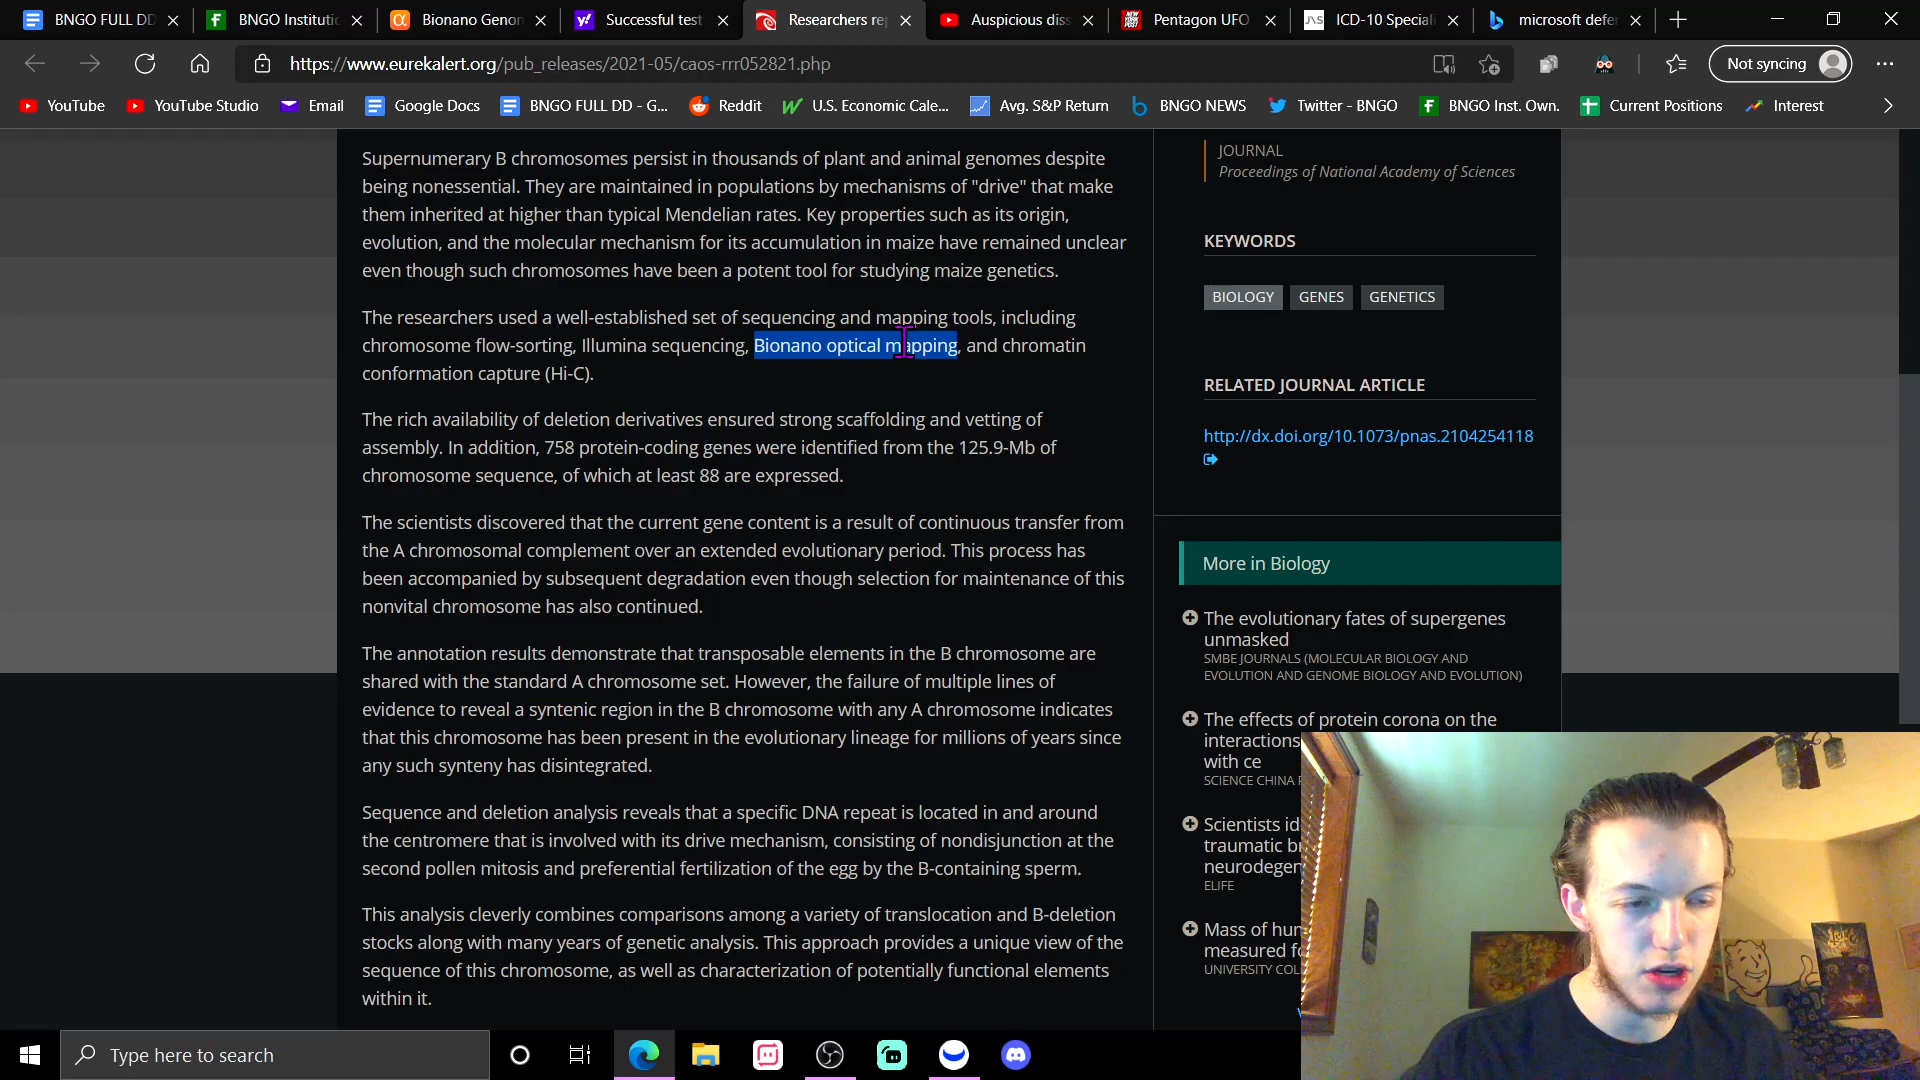 BNGO FULL DD
BNGO Institutio
Bionano Genon
Successful test
Researchers re
Auspicious diss
Pentagon UFO
ICD-10 Speciali
microsoft defe
https://www.eurekalert.org/pub_releases/2021-05/caos-rrr052821.php
Not syncing
YouTube
YouTube Studio
Email
Google Docs
BNGO FULL DD - G...
Reddit
U.S. Economic Cale...
Avg. S&P Return
BNGO NEWS
Twitter - BNGO
BNGO Inst. Own.
Current Positions
Interest
Supernumerary B chromosomes persist in thousands of plant and animal genomes despite
being nonessential. They are maintained in populations by mechanisms of "drive" that make
them inherited at higher than typical Mendelian rates. Key properties such as its origin,
evolution, and the molecular mechanism for its accumulation in maize have remained unclear
even though such chromosomes have been a potent tool for studying maize genetics.
The researchers used a well-established set of sequencing and mapping tools, including
chromosome flow-sorting, Illumina sequencing, Bionano optical mapping, and chromatin
conformation capture (Hi-C).
The rich availability of deletion derivatives ensured strong scaffolding and vetting of
assembly. In addition, 758 protein-coding genes were identified from the 125.9-Mb of
chromosome sequence, of which at least 88 are expressed.
The scientists discovered that the current gene content is a result of continuous transfer from
the A chromosomal complement over an extended evolutionary period. This process has
been accompanied by subsequent degradation even though selection for maintenance of this
nonvital chromosome has also continued.
The annotation results demonstrate that transposable elements in the B chromosome are
shared with the standard A chromosome set. However, the failure of multiple lines of
evidence to reveal a syntenic region in the B chromosome with any A chromosome indicates
that this chromosome has been present in the evolutionary lineage for millions of years since
any such synteny has disintegrated.
Sequence and deletion analysis reveals that a specific DNA repeat is located in and around
the centromere that is involved with its drive mechanism, consisting of nondisjunction at the
second pollen mitosis and preferential fertilization of the egg by the B-containing sperm.
This analysis cleverly combines comparisons among a variety of translocation and B-deletion
stocks along with many years of genetic analysis. This approach provides a unique view of the
sequence of this chromosome, as well as characterization of potentially functional elements
within it.
JOURNAL
Proceedings of National Academy of Sciences
KEYWORDS
BIOLOGY
GENES
GENETICS
RELATED JOURNAL ARTICLE
http://dx.doi.org/10.1073/pnas.2104254118
More in Biology
The evolutionary fates of supergenes
unmasked
SMBE JOURNALS (MOLECULAR BIOLOGY AND
EVOLUTION AND GENOME BIOLOGY AND EVOLUTION)
The effects of protein corona on the
interactions
with ce
SCIENCE CHINA
Scientists id
traumatic br
neurodegen
ELIFE
Mass of hum
measured fo
UNIVERSITY COL
Type here to search